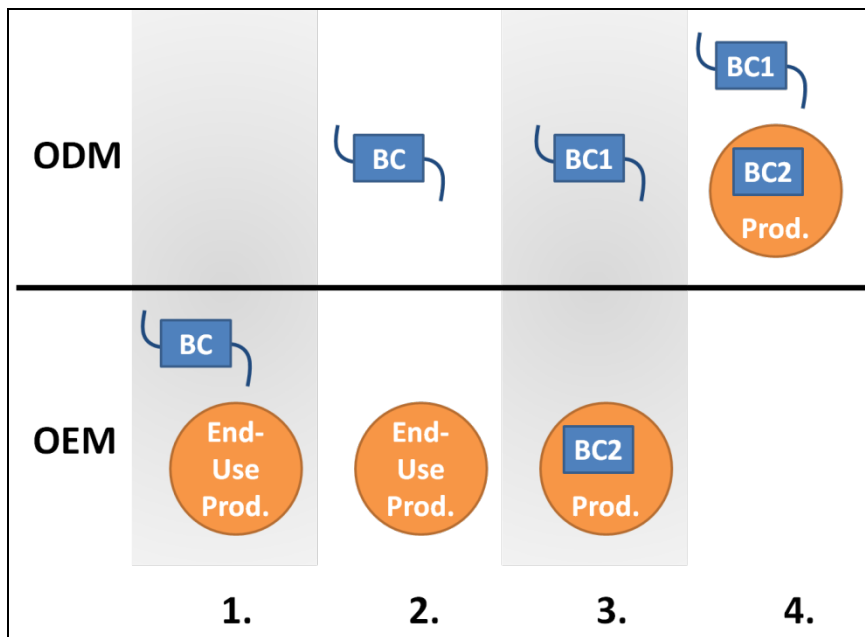 BC1
ODM
BC
BC1
BC2
Prod.
BC
OEM
End-
Use
Prod.
End-
Use
Prod.
BC2
Prod.
1.
2.
3.
4.